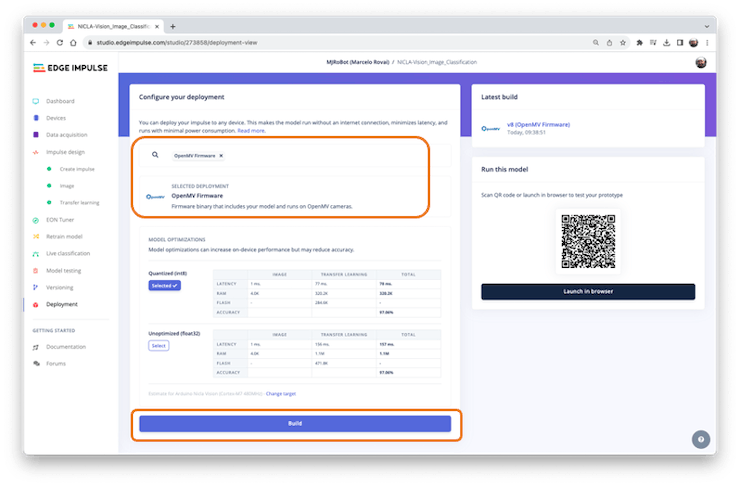 NICLA-Vision_Image_Classific
studio.edgeimpulse.com/studio/273858/deployment-view
EDGE IMPULSE
MJRoBot (Marcelo Rovai) / NICLA-Vision_Image_Classification
Dashboard
Devices
Data acquisition
Impulse design
Create impulse
Image
Transfer learning
EON Tuner
Retrain model
Live classification
Model testing
Versioning
Deployment
GETTING STARTED
Documentation
Forums
Configure your deployment
You can deploy your impulse to any device. This makes the model run without an internet connection, minimizes latency, and
runs with minimal power consumption. Read more.
OpenMV Firmware ×
SELECTED DEPLOYMENT
OpenMV
OpenMV Firmware
Firmware binary that includes your model and runs on OpenMV cameras.
MODEL OPTIMIZATIONS
Model optimizations can increase on-device performance but may reduce accuracy.
Quantized (int8)
Selected ✓
IMAGE TRANSFER LEARNING TOTAL
LATENCY 1 ms. 77 ms. 78 ms.
RAM 4.0K 320.2K 320.2K
FLASH -
ACCURACY 97.06%
Unoptimized (float32)
Select
IMAGE TRANSFER LEARNING TOTAL
LATENCY 1 ms. 156 ms. 157 ms.
RAM 4.0K 1.1M 1.1M
FLASH - 471.8K -
ACCURACY 97.06%
Estimate for Arduino Nicla Vision (Cortex-M7 480MHz) · Change target
Build
Latest build
OpenMV
v8 (OpenMV Firmware)
Today, 09:38:51
Run this model
Scan QR code or launch in browser to test your prototype
Launch in browser